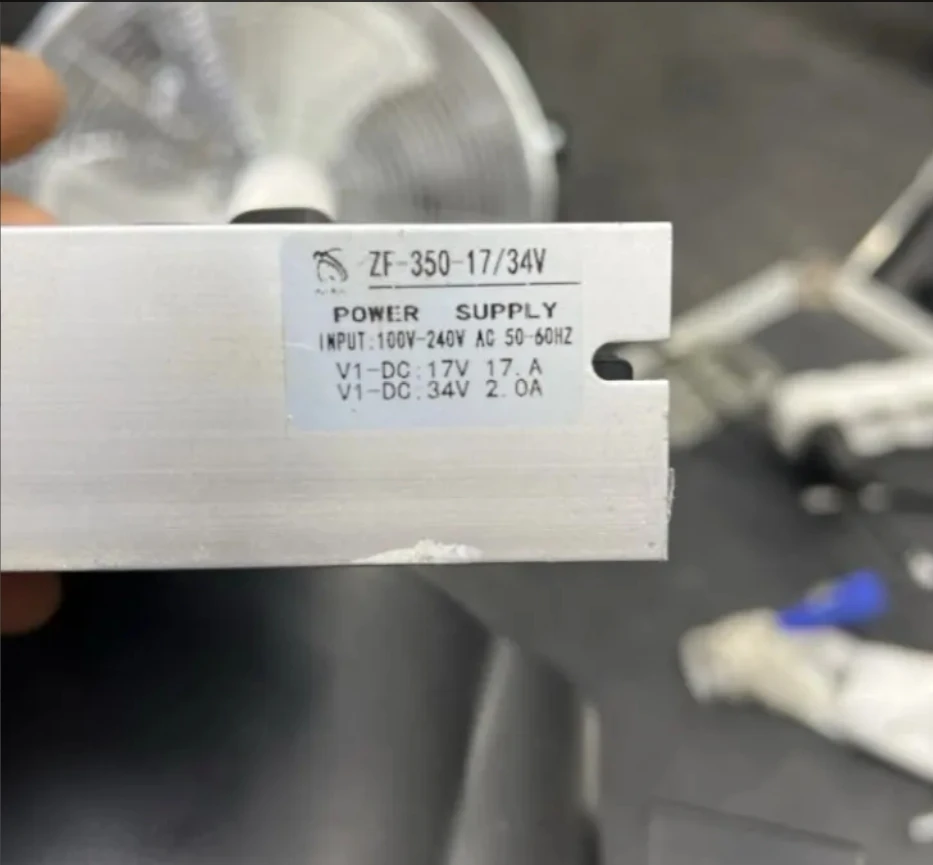 ZF-350-17/34V
POWER SUPPLY
INPUT:100V-240V AC 50-60HZ
V1-DC:17V 17.A
V1-DC:34V 2.0A